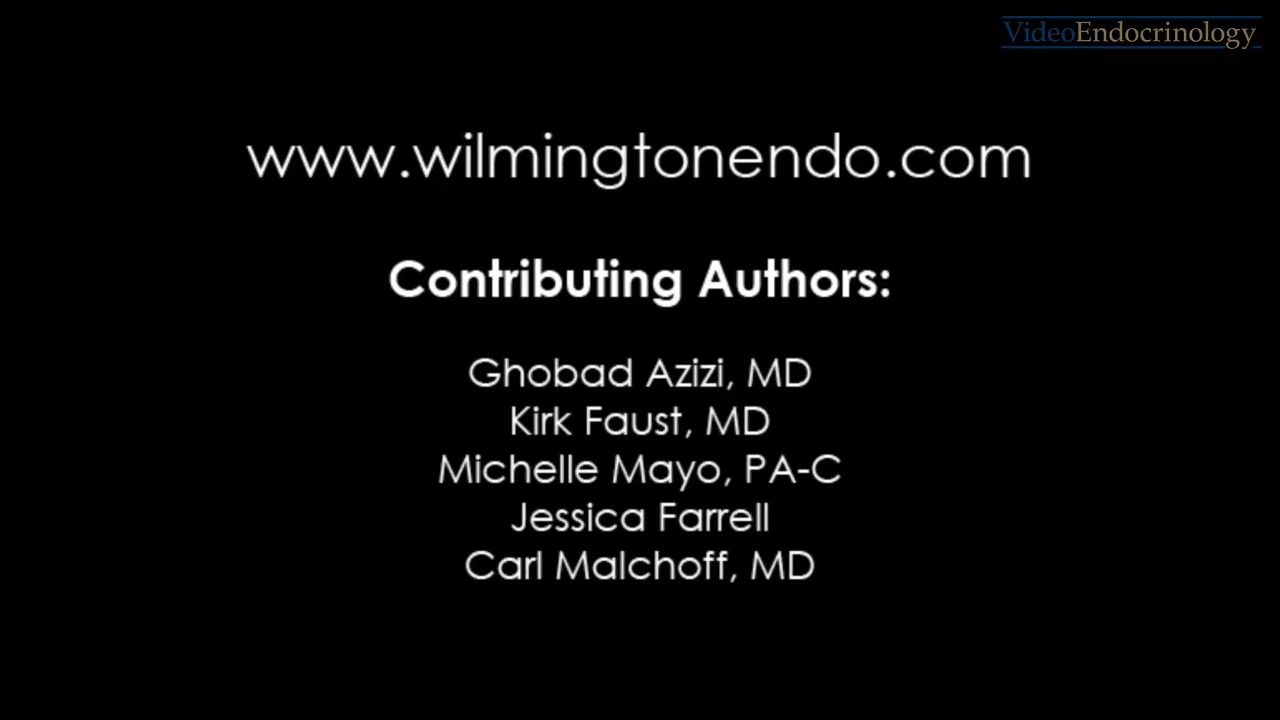 VideoEndocrinology
www.wilmingtonendo.com
Contributing Authors:
Ghobad Azizi, MD
Kirk Faust, MD
Michelle Mayo, PA-C
Jessica Farrell
Carl Malchoff, MD